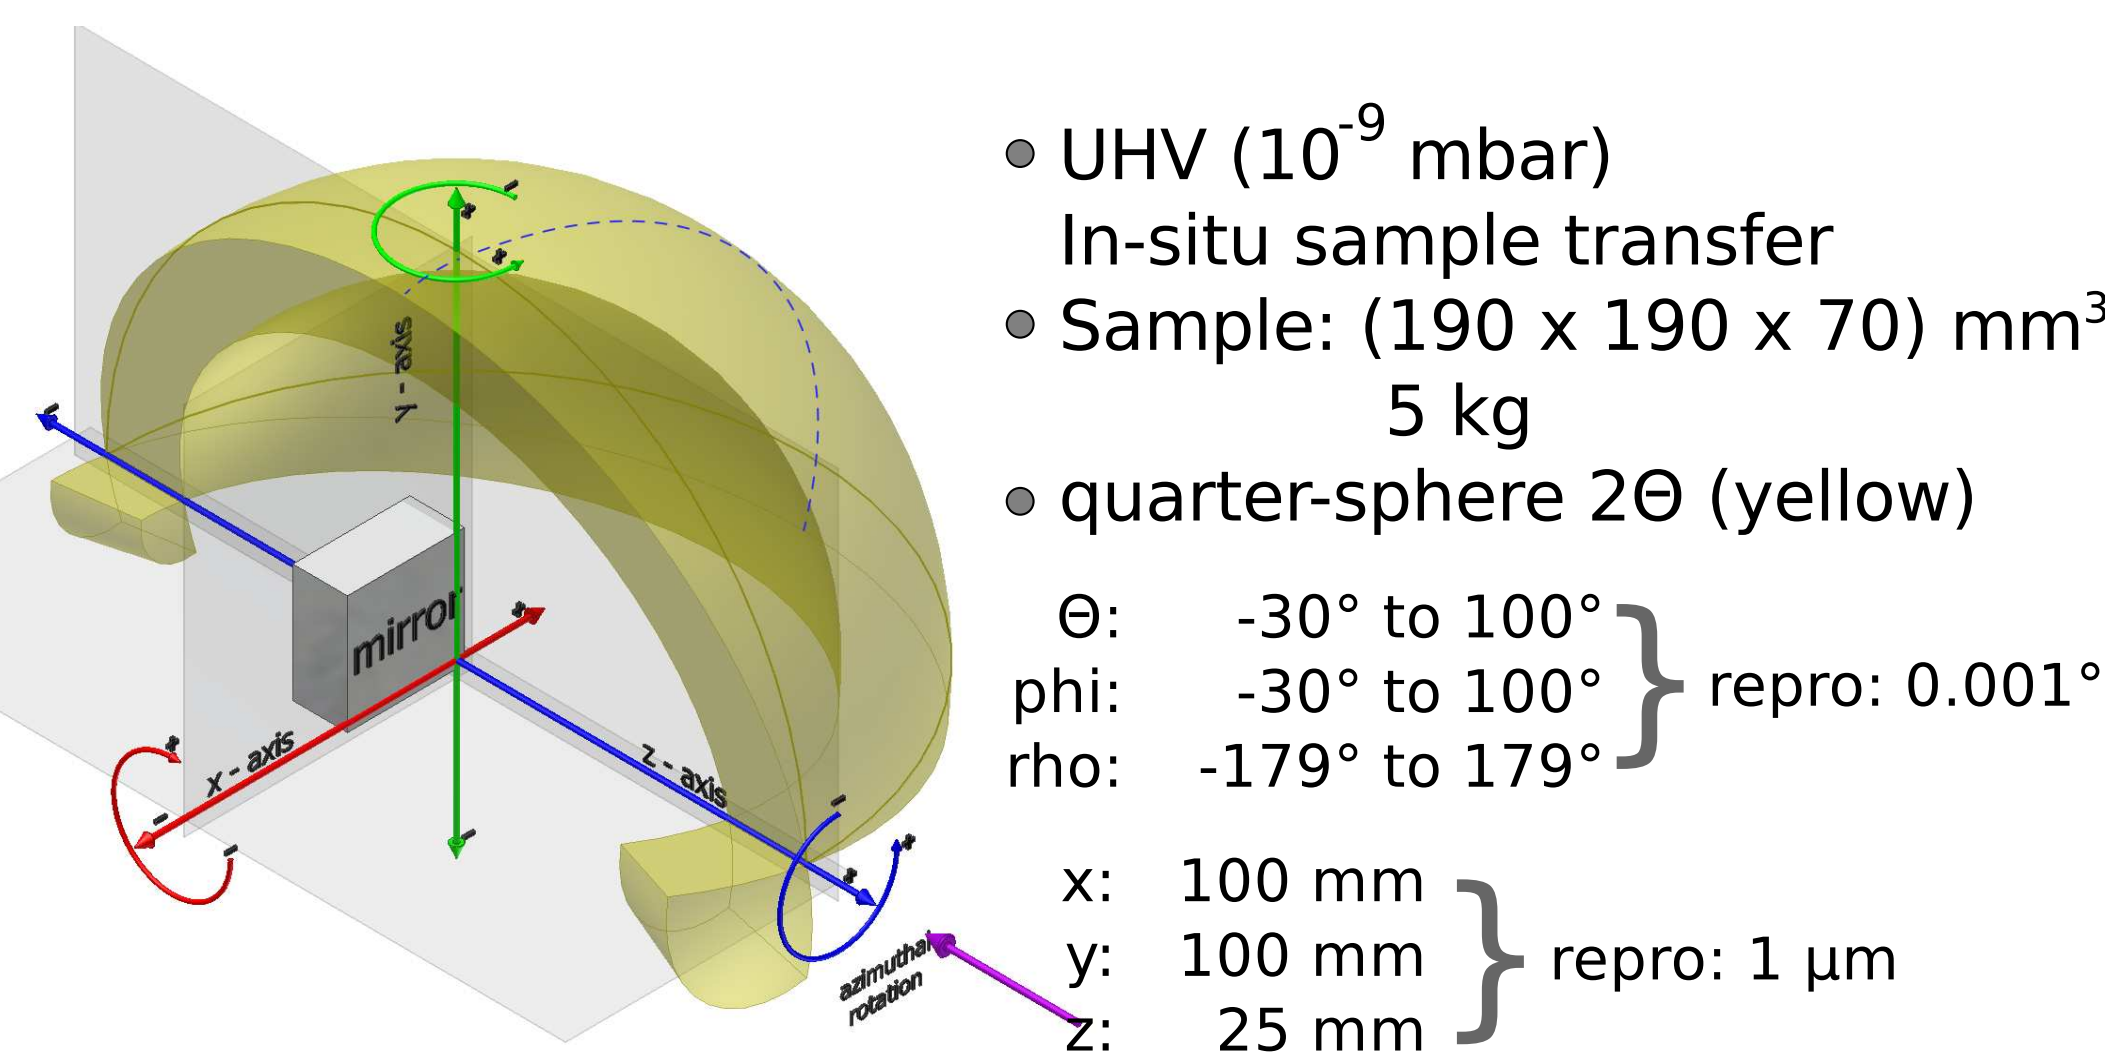 UHV (10⁻⁹ mbar)
In-situ sample transfer
Sample: (190 x 190 x 70) mm³
5 kg
quarter-sphere 2Θ (yellow)
Θ: -30° to 100°
phi: -30° to 100°
rho: -179° to 179°
repro: 0.001°
x: 100 mm
y: 100 mm
z: 25 mm
repro: 1 µm
y - axis
mirror
x - axis
z - axis
azimuthal
rotation